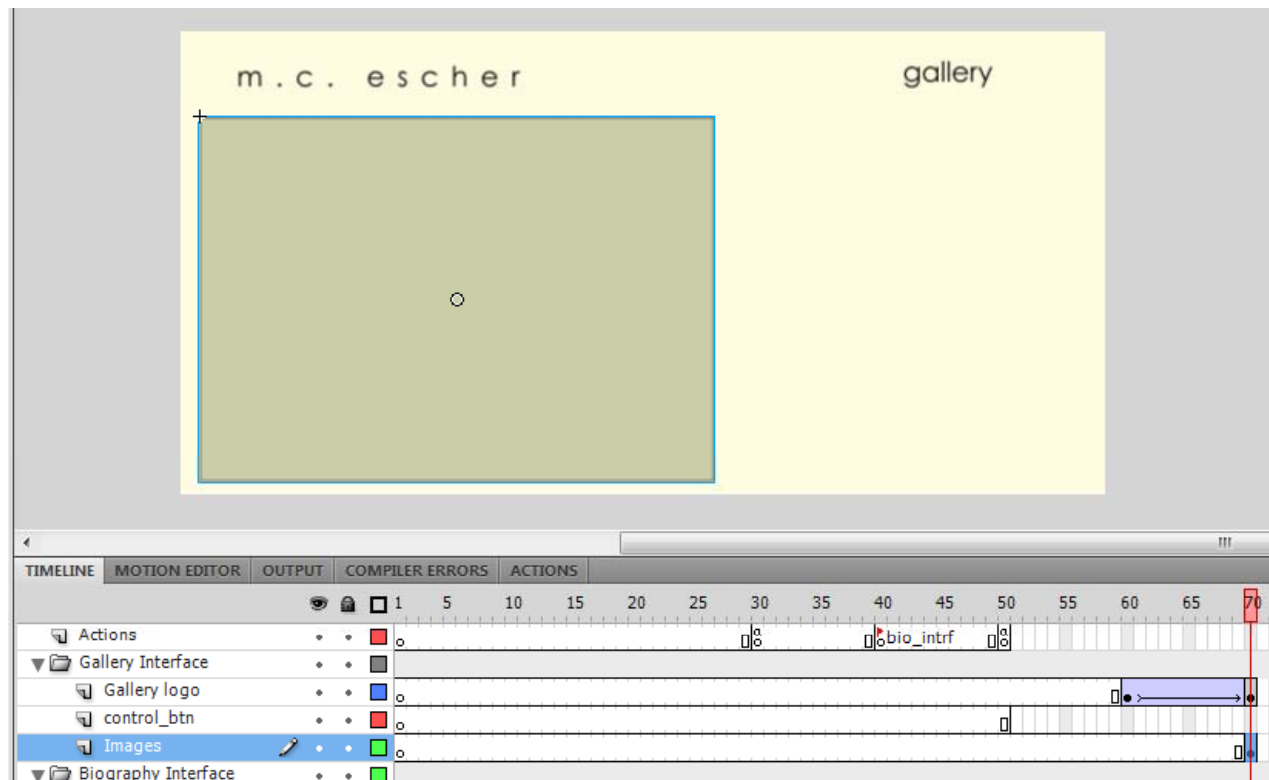 m.c. escher gallery
TIMELINE MOTION EDITOR OUTPUT COMPILER ERRORS ACTIONS
1 5 10 15 20 25 30 35 40 45 50 55 60 65 70
Actions a bio_intrf a
Gallery Interface
Gallery logo
control_btn
Images
Biography Interface